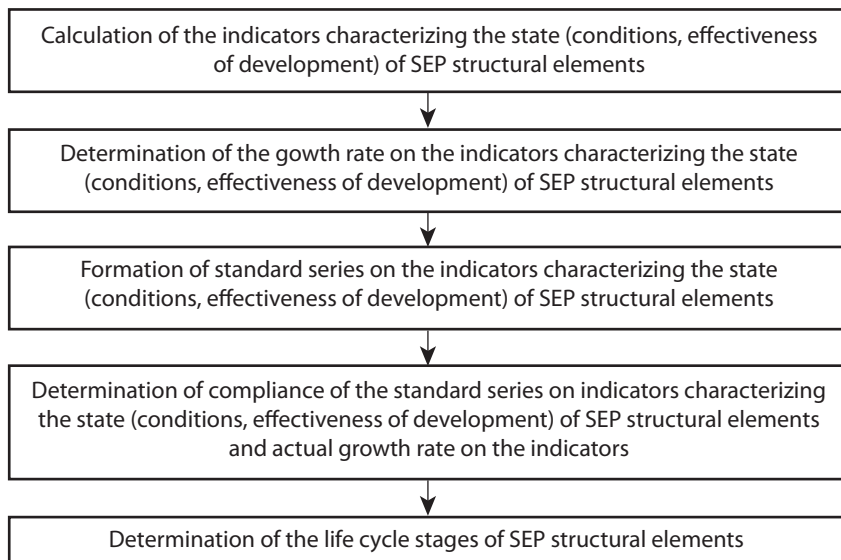 Calculation of the indicators characterizing the state (conditions, effectiveness
of development) of SEP structural elements
Determination of the gowth rate on the indicators characterizing the state
(conditions, effectiveness of development) of SEP structural elements
Formation of standard series on the indicators characterizing the state
(conditions, effectiveness of development) of SEP structural elements
Determination of compliance of the standard series on indicators characterizing
the state (conditions, effectiveness of development) of SEP structural elements
and actual growth rate on the indicators
Determination of the life cycle stages of SEP structural elements